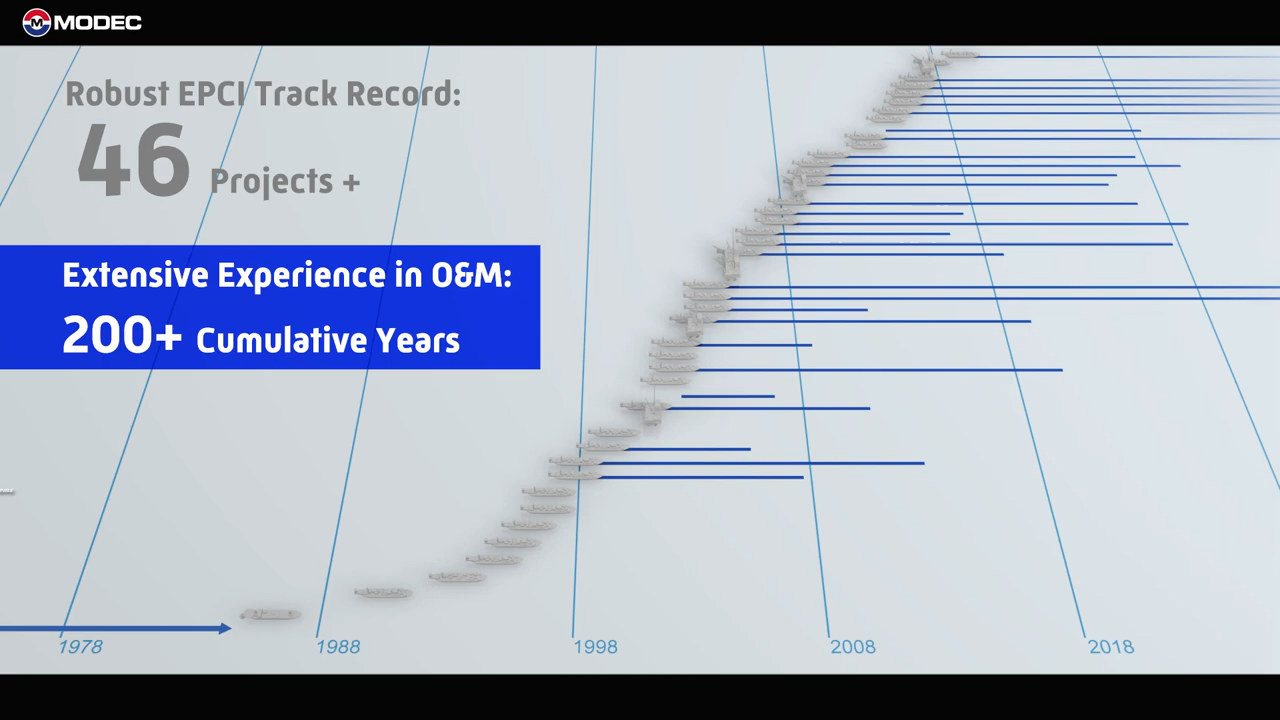 MODEC
Robust EPCI Track Record:
46 Projects +
Extensive Experience in O&M:
200+ Cumulative Years
1978 1988 1998 2008 2018